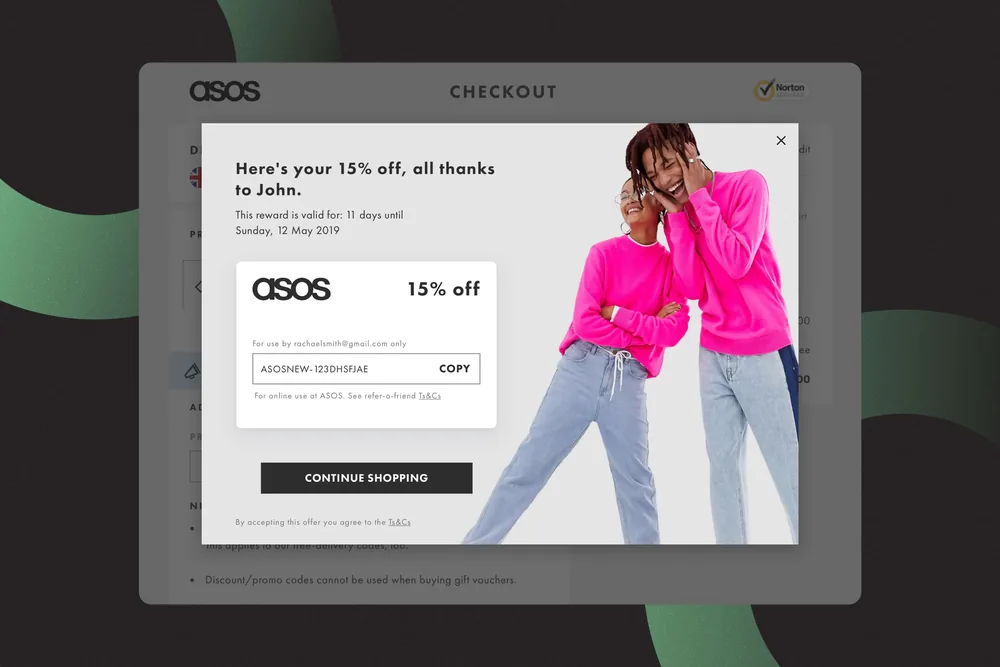 asos
CHECKOUT
Norton
Here's your 15% off, all thanks
to John.
This reward is valid for: 11 days until
Sunday, 12 May 2019
asos
15% off
For use by rachaelsmith@gmail.com only
ASOSNEW-123DHSFJAE
COPY
For online use at ASOS. See refer-a-friend Ts&Cs
CONTINUE SHOPPING
By accepting this offer you agree to the Ts&Cs
This applies to our free-delivery codes, too.
• Discount/promo codes cannot be used when buying gift vouchers.